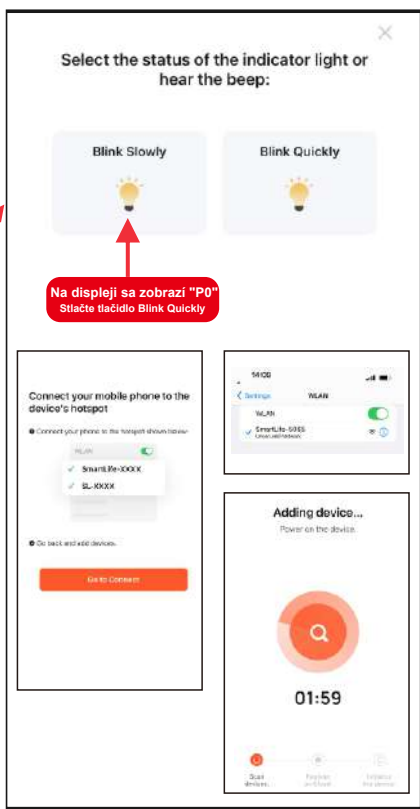 Select the status of the indicator light or
hear the beep:
Blink Slowly
Blink Quickly
Na displeji sa zobrazí "P0"
Stlačte tlačidlo Blink Quickly
Connect your mobile phone to the
device's hotspot
Connect your phone to the hotspot shown below:
WLAN
SmartLife-XXXX
SL-XXXX
Go back and add devices.
Go to Connect
Settings
WLAN
WLAN
Adding device...
Power on the device.
01:59
Scan
devices.